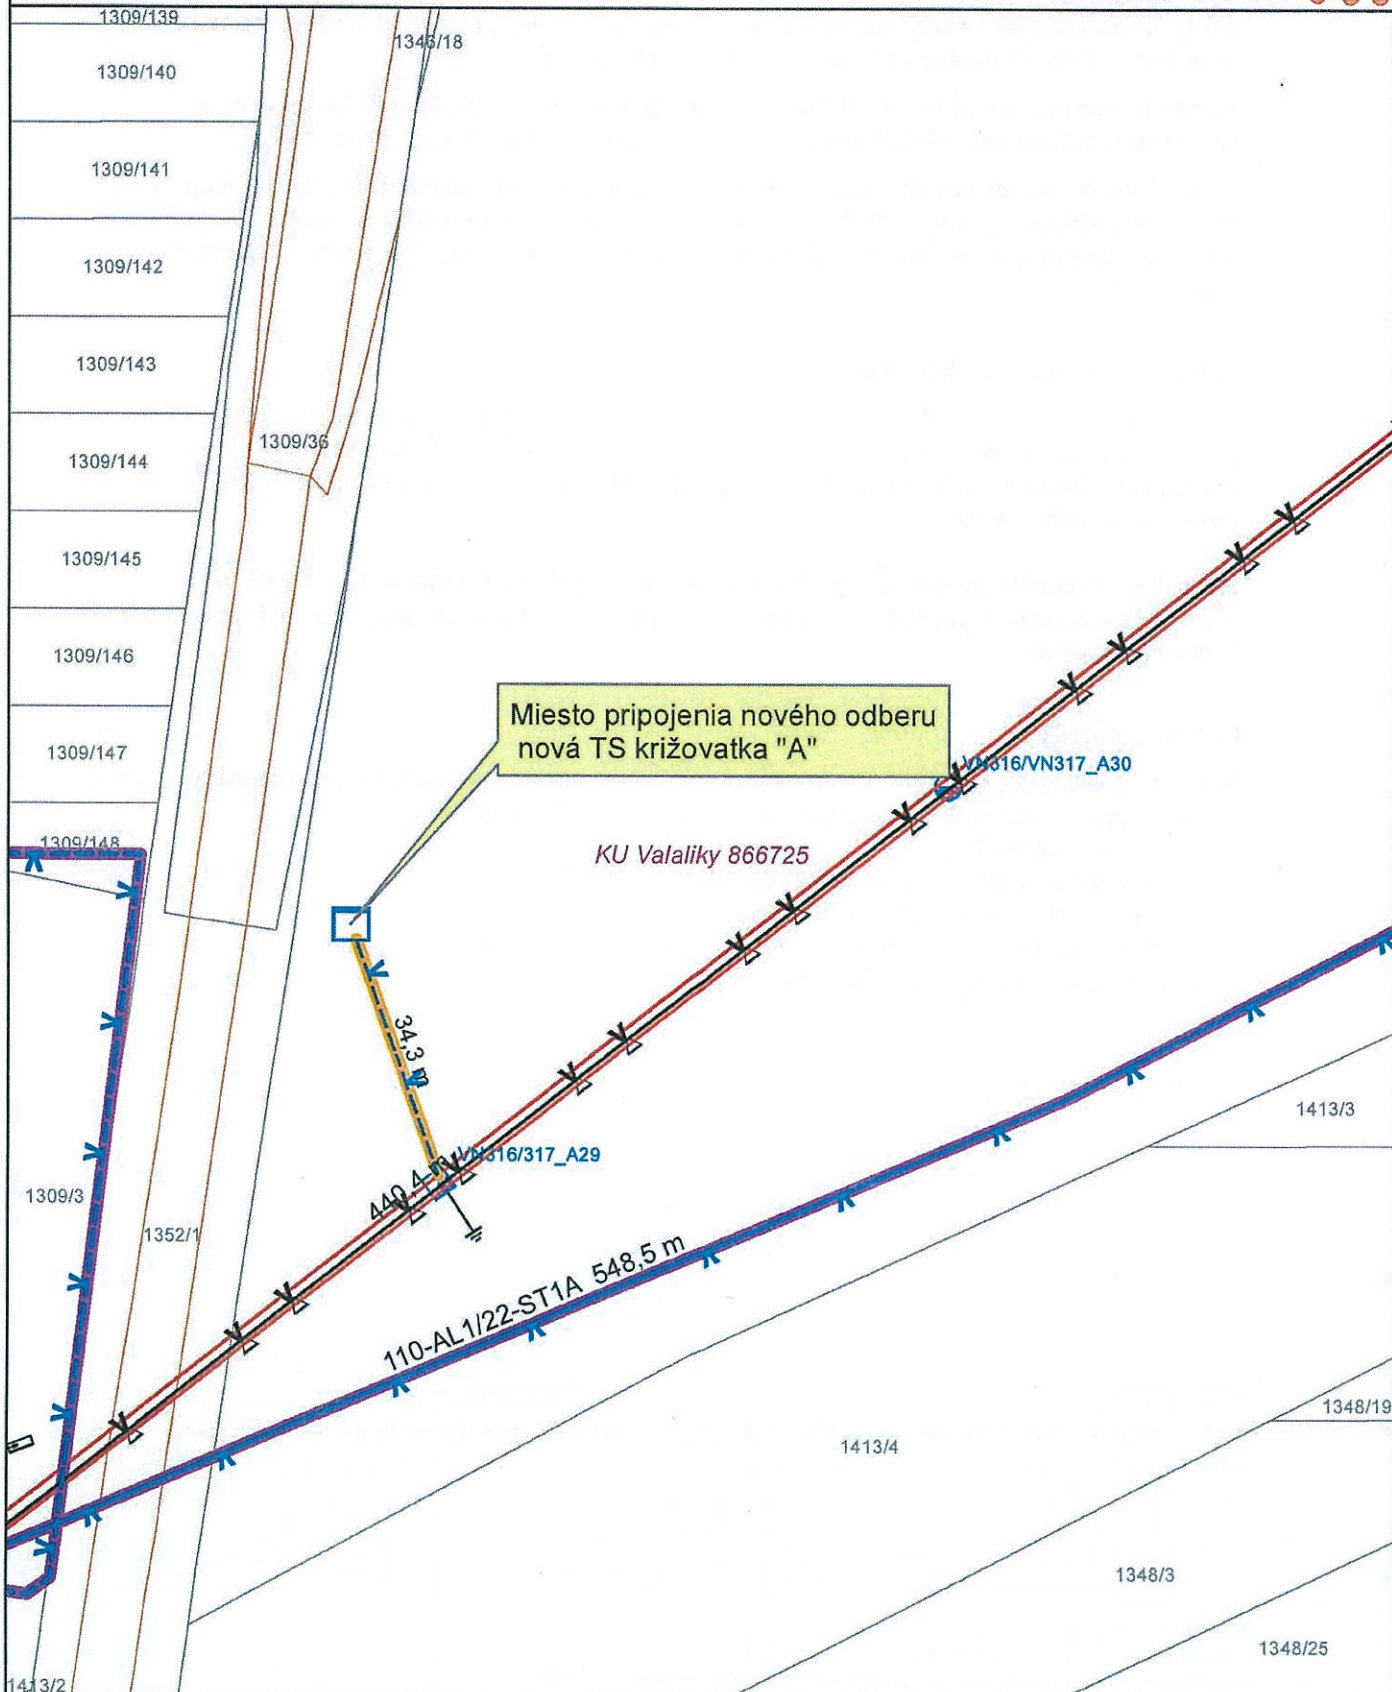 1309/139
1346/18
1309/140
1309/141
1309/142
1309/143
1309/36
1309/144
1309/145
1309/146
Miesto pripojenia nového odberu
nová TS križovatka "A"
1309/147
VN316/VN317_A30
1309/148
KU Valaliky 866725
34,3 m
1413/3
VN316/317_A29
440,4 m
1309/3
1352/1
110-AL1/22-ST1A 548,5 m
1348/19
1413/4
1348/3
1348/25
1413/2